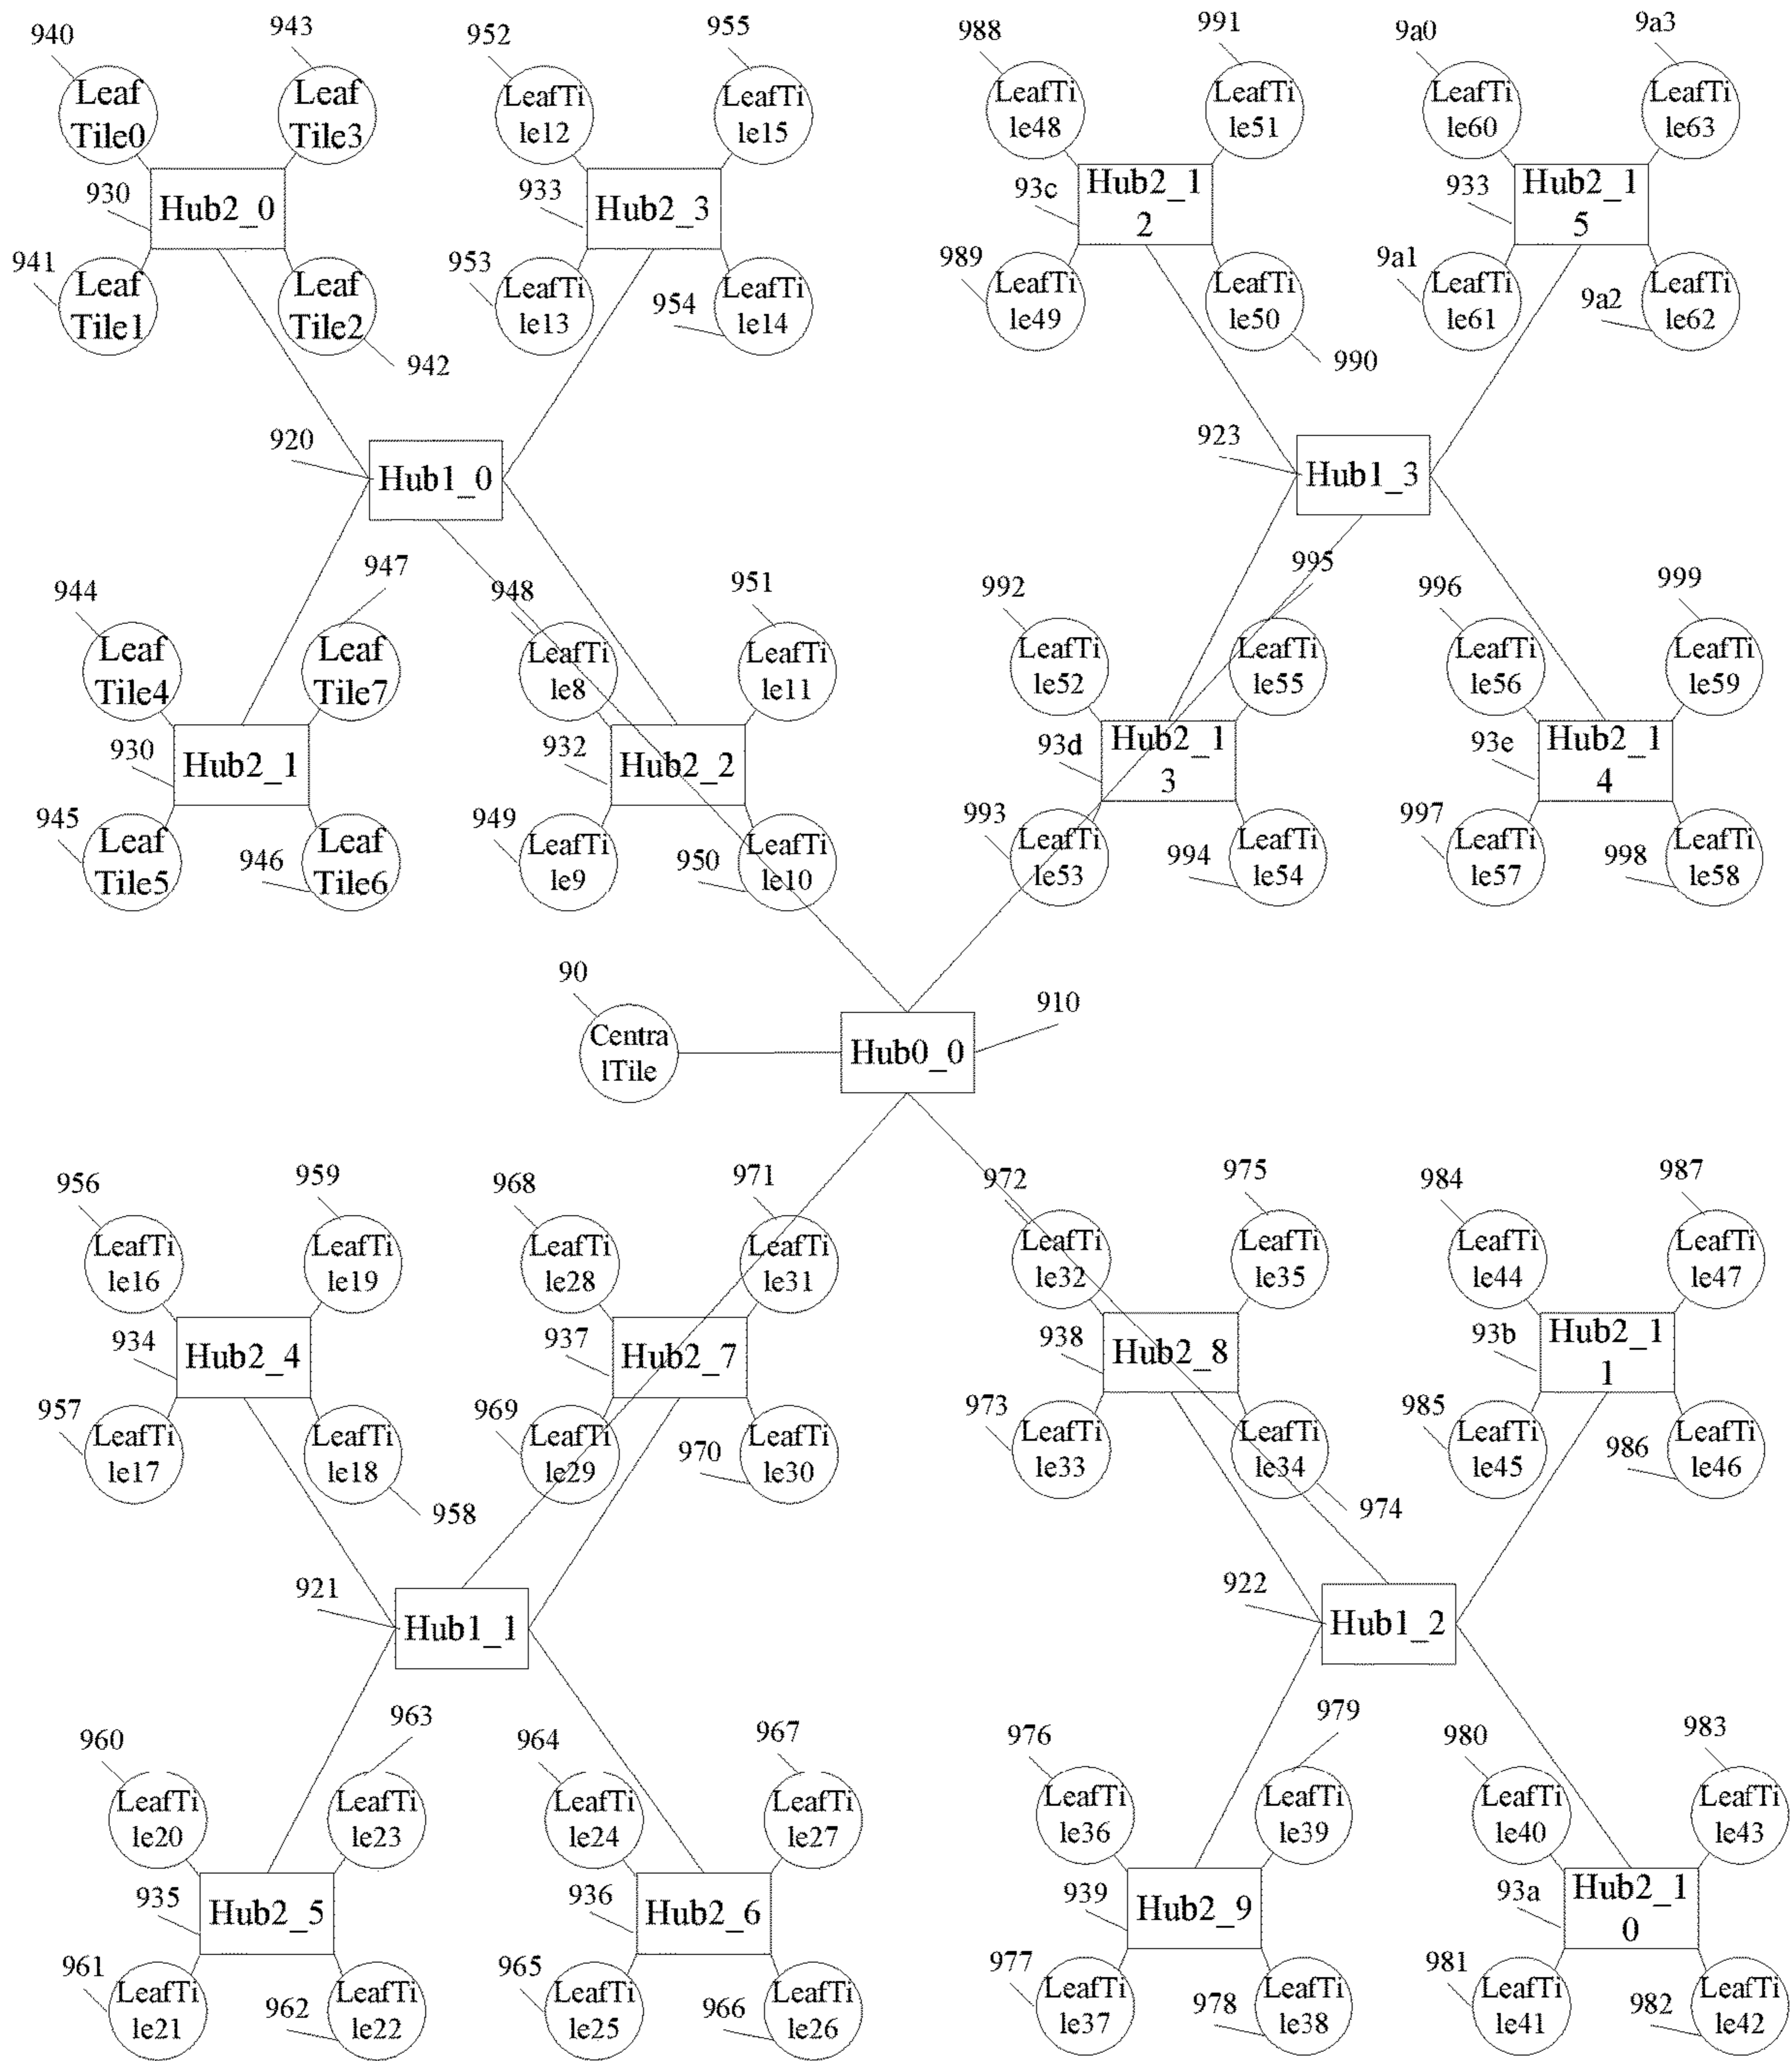 940
943
952
955
988
991
9a0
9a3
Leaf
Tile0
Leaf
Tile3
LeafTi
le12
LeafTi
le15
LeafTi
le48
LeafTi
le51
LeafTi
le60
LeafTi
le63
930
Hub2_0
933
Hub2_3
93c
Hub2_1
2
933
Hub2_1
5
941
Leaf
Tile1
Leaf
Tile2
942
953
LeafTi
le13
954
LeafTi
le14
989
LeafTi
le49
LeafTi
le50
990
9a1
LeafTi
le61
9a2
LeafTi
le62
920
Hub1_0
923
Hub1_3
944
947
948
951
992
995
996
999
Leaf
Tile4
Leaf
Tile7
LeafTi
le8
LeafTi
le11
LeafTi
le52
LeafTi
le55
LeafTi
le56
LeafTi
le59
930
Hub2_1
932
Hub2_2
93d
Hub2_1
3
93e
Hub2_1
4
945
Leaf
Tile5
946
Leaf
Tile6
949
LeafTi
le9
950
LeafTi
le10
993
LeafTi
le53
994
LeafTi
le54
997
LeafTi
le57
998
LeafTi
le58
90
Centra
lTile
Hub0_0
910
956
959
968
971
972
975
984
987
LeafTi
le16
LeafTi
le19
LeafTi
le28
LeafTi
le31
LeafTi
le32
LeafTi
le35
LeafTi
le44
LeafTi
le47
934
Hub2_4
937
Hub2_7
938
Hub2_8
93b
Hub2_1
1
957
LeafTi
le17
LeafTi
le18
958
969
LeafTi
le29
970
LeafTi
le30
973
LeafTi
le33
LeafTi
le34
974
985
LeafTi
le45
986
LeafTi
le46
921
Hub1_1
922
Hub1_2
960
963
964
967
976
979
980
983
LeafTi
le20
LeafTi
le23
LeafTi
le24
LeafTi
le27
LeafTi
le36
LeafTi
le39
LeafTi
le40
LeafTi
le43
935
Hub2_5
936
Hub2_6
939
Hub2_9
93a
Hub2_1
0
961
LeafTi
le21
962
LeafTi
le22
965
LeafTi
le25
966
LeafTi
le26
977
LeafTi
le37
978
LeafTi
le38
981
LeafTi
le41
982
LeafTi
le42